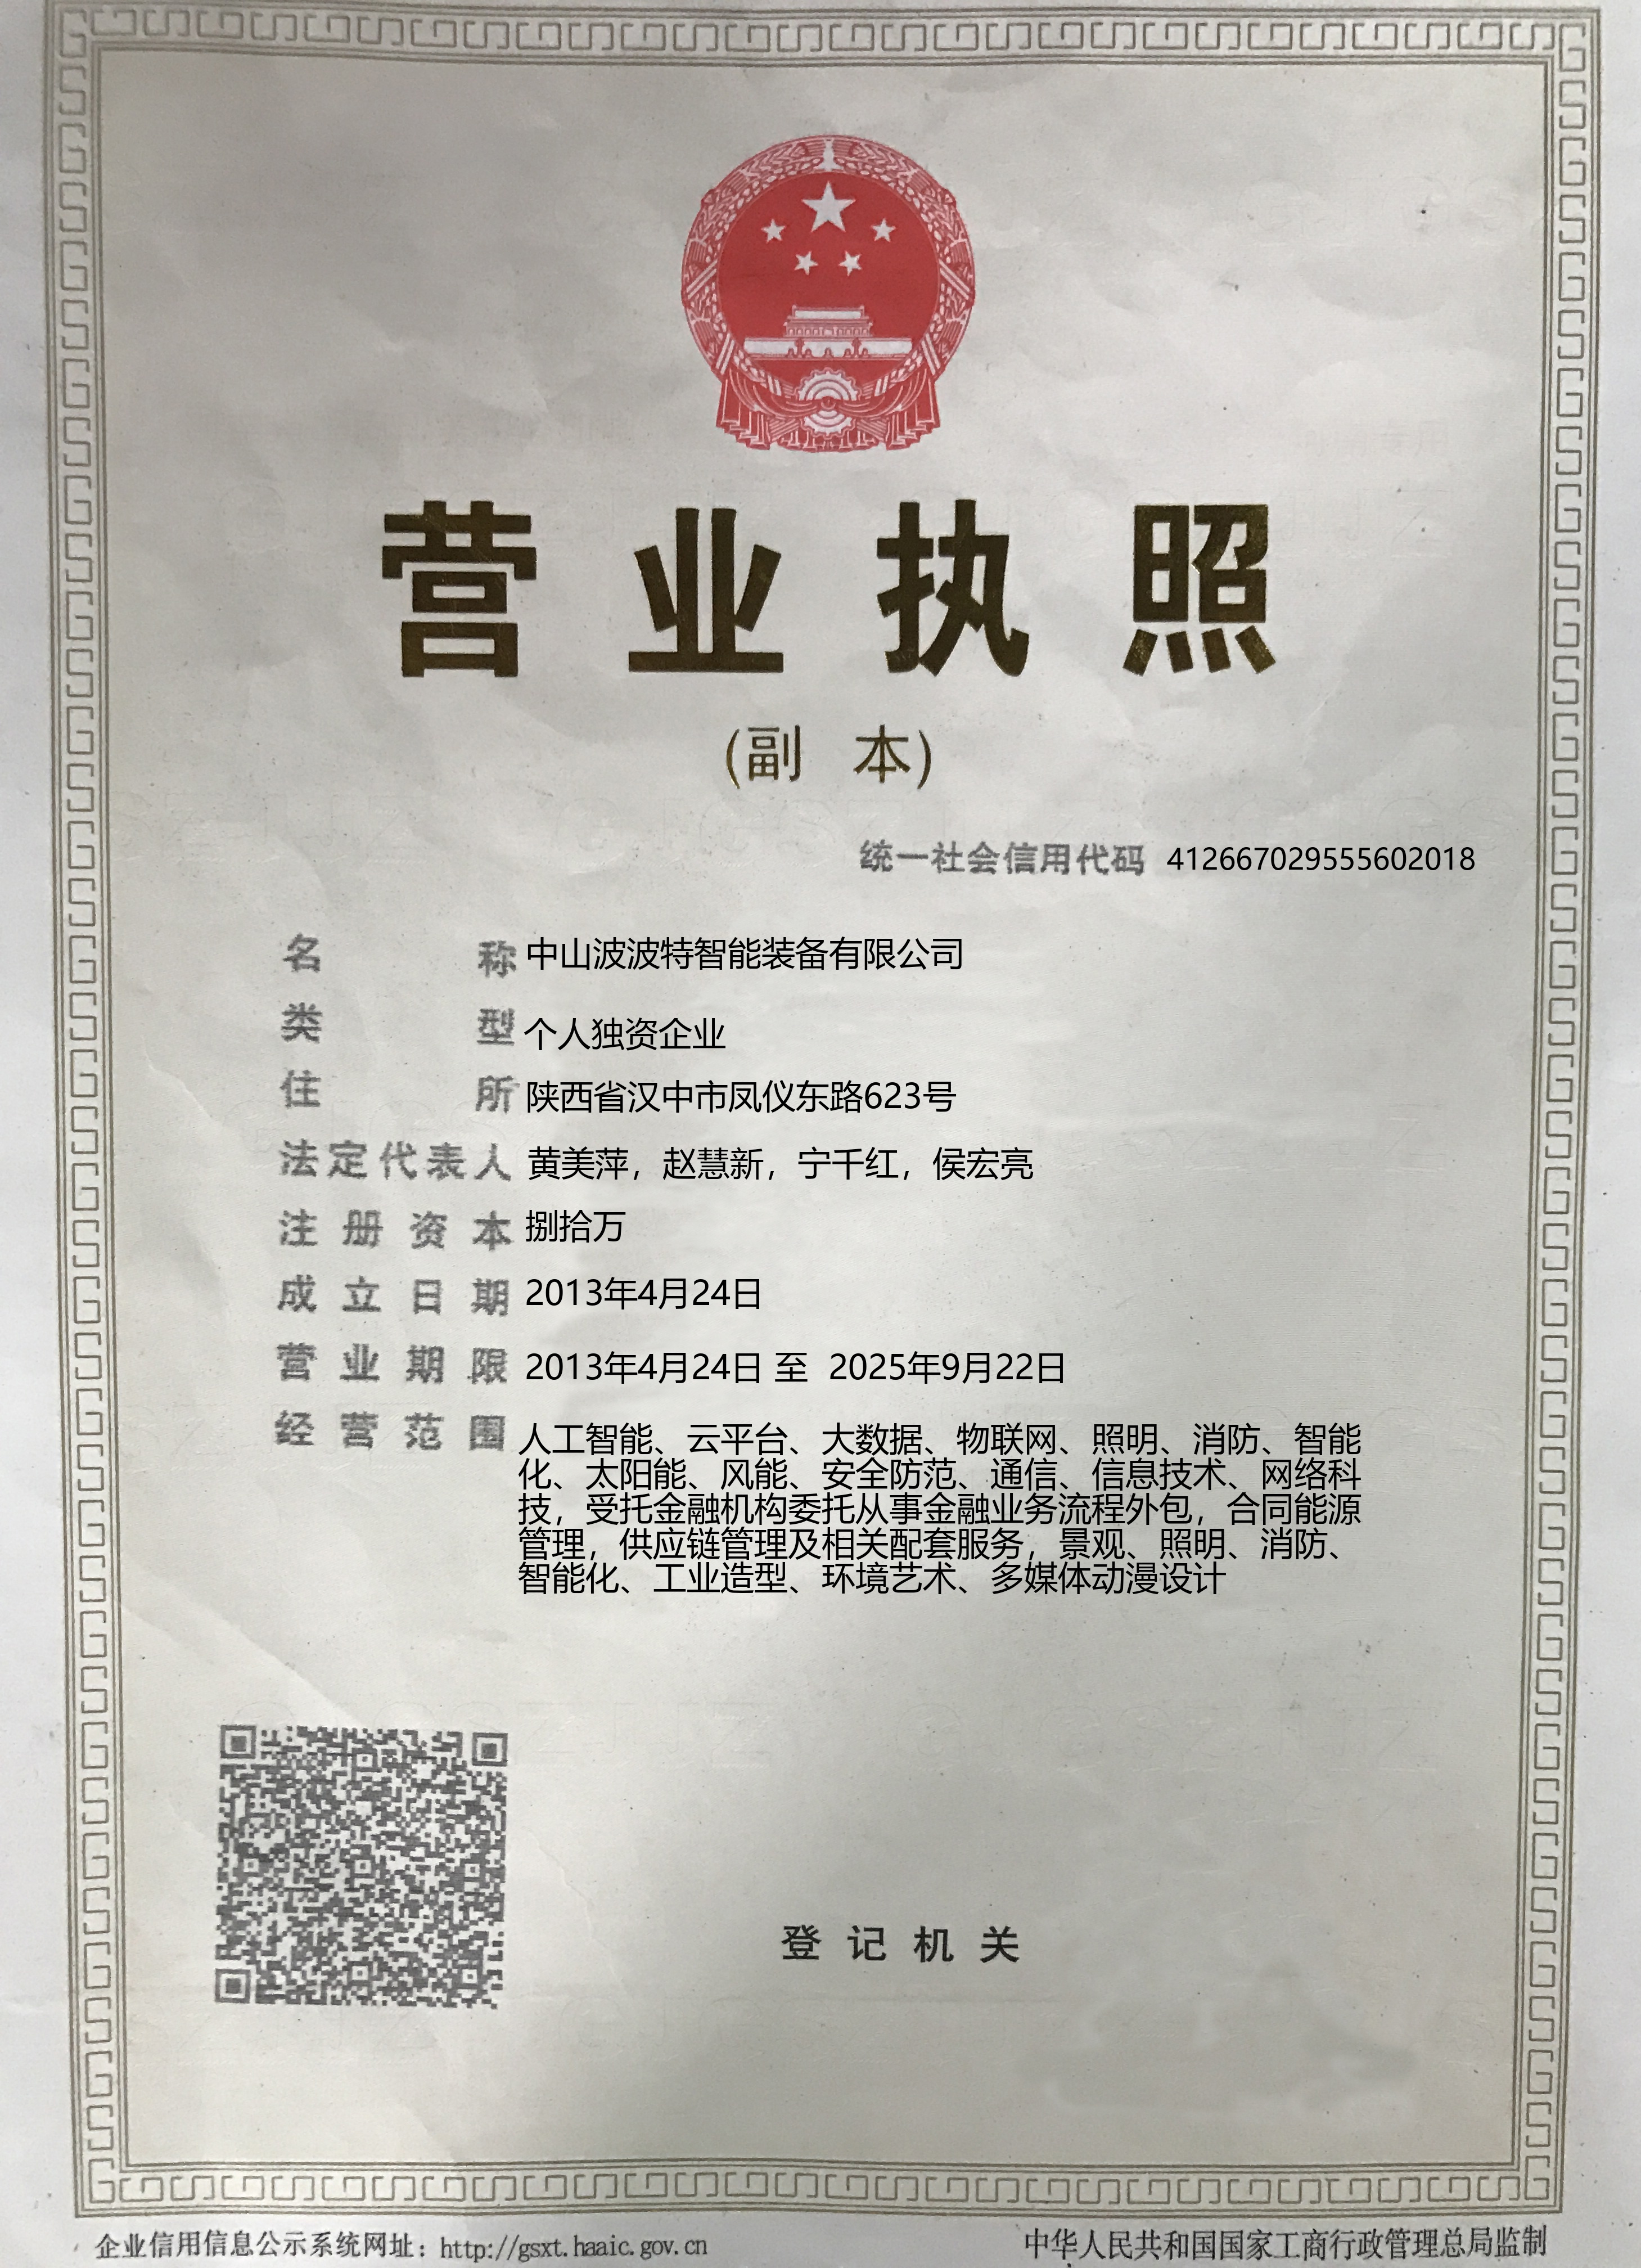 营业执照
(副 本)
统一社会信用代码 412667029555602018
名 称 中山波波特智能装备有限公司
类 型 个人独资企业
住 所 陕西省汉中市凤仪东路623号
法定代表人 黄美萍，赵慧新，宁千红，侯宏亮
注册资本 捌拾万
成立日期 2013年4月24日
营业期限 2013年4月24日 至 2025年9月22日
经营范围 人工智能、云平台、大数据、物联网、照明、消防、智能
化、太阳能、风能、安全防范、通信、信息技术、网络科
技，受托金融机构委托从事金融业务流程外包，合同能源
管理，供应链管理及相关配套服务，景观、照明、消防、
智能化、工业造型、环境艺术、多媒体动漫设计
登记机关
企业信用信息公示系统网址：http://gsxt.haaic.gov.cn
中华人民共和国国家工商行政管理总局监制